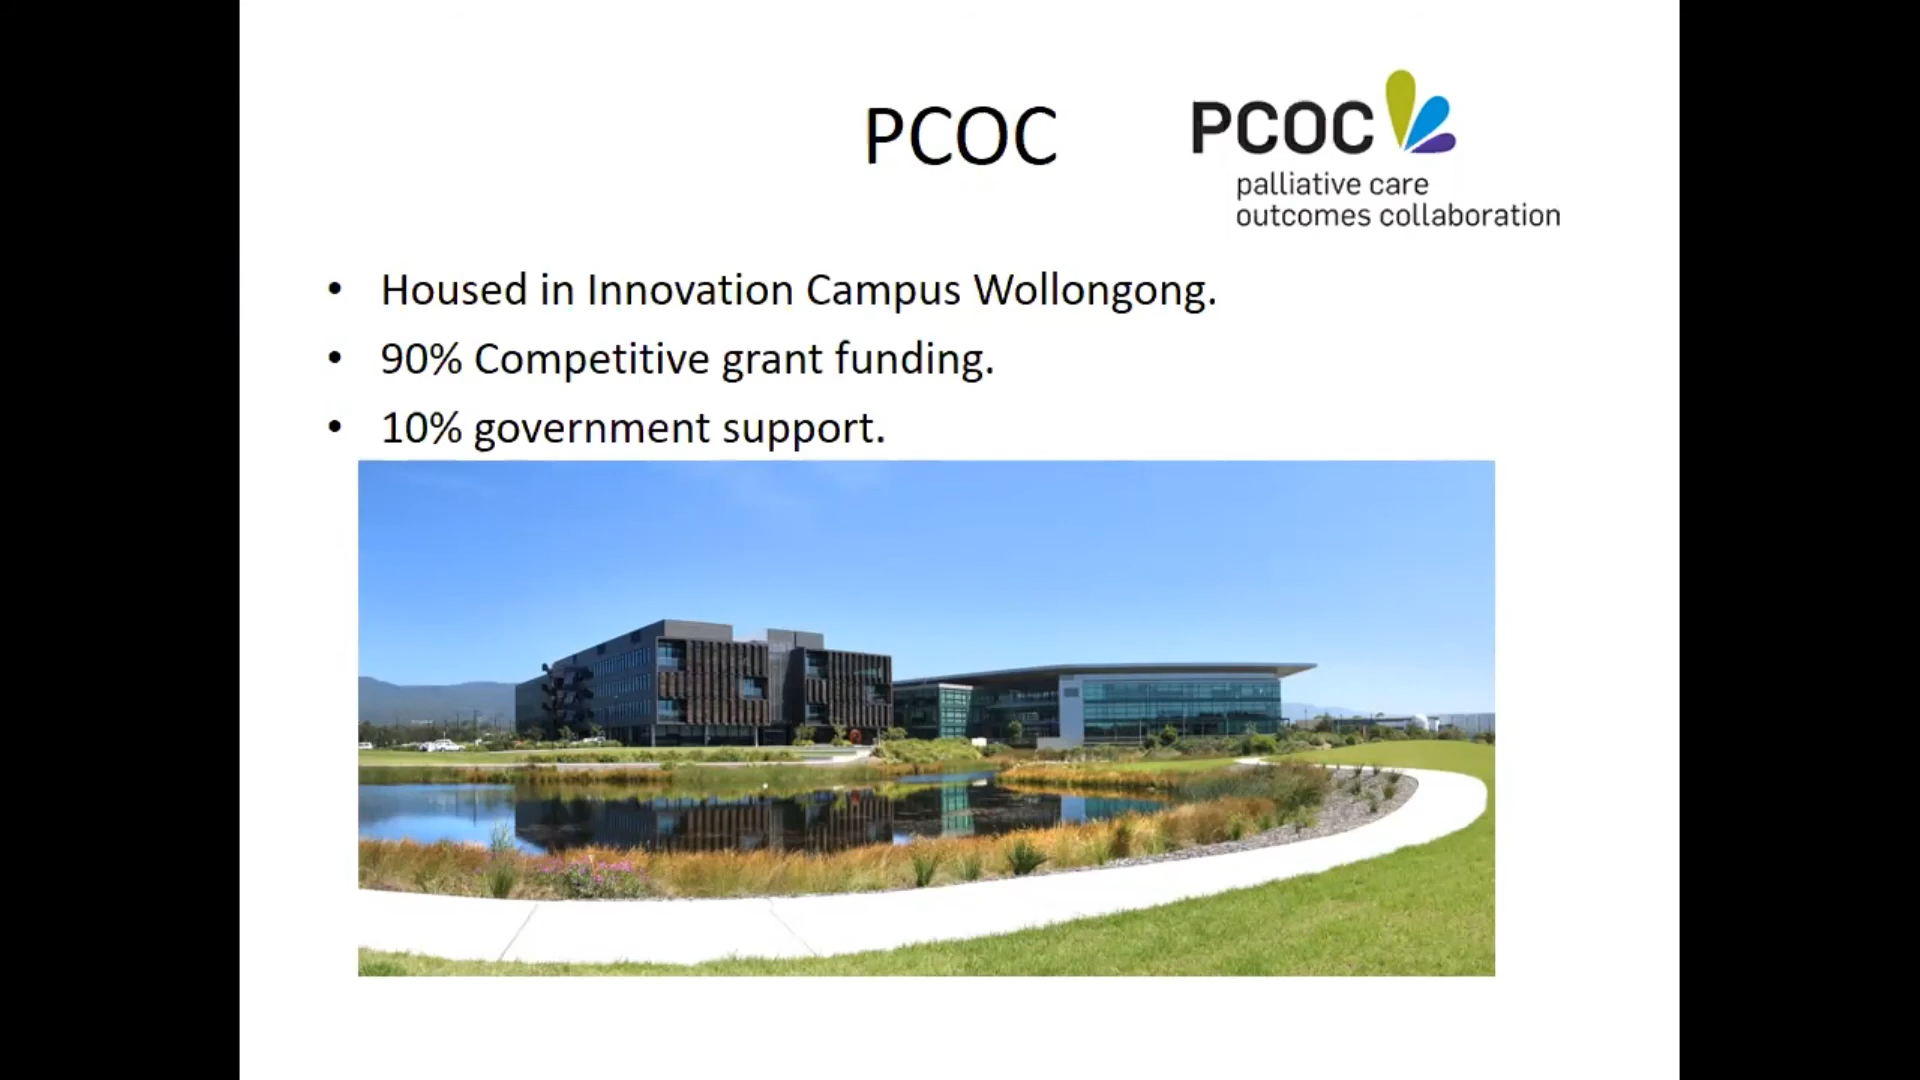 PCOC
PCOC
palliative care
outcomes collaboration
• Housed in Innovation Campus Wollongong.
• 90% Competitive grant funding.
• 10% government support.